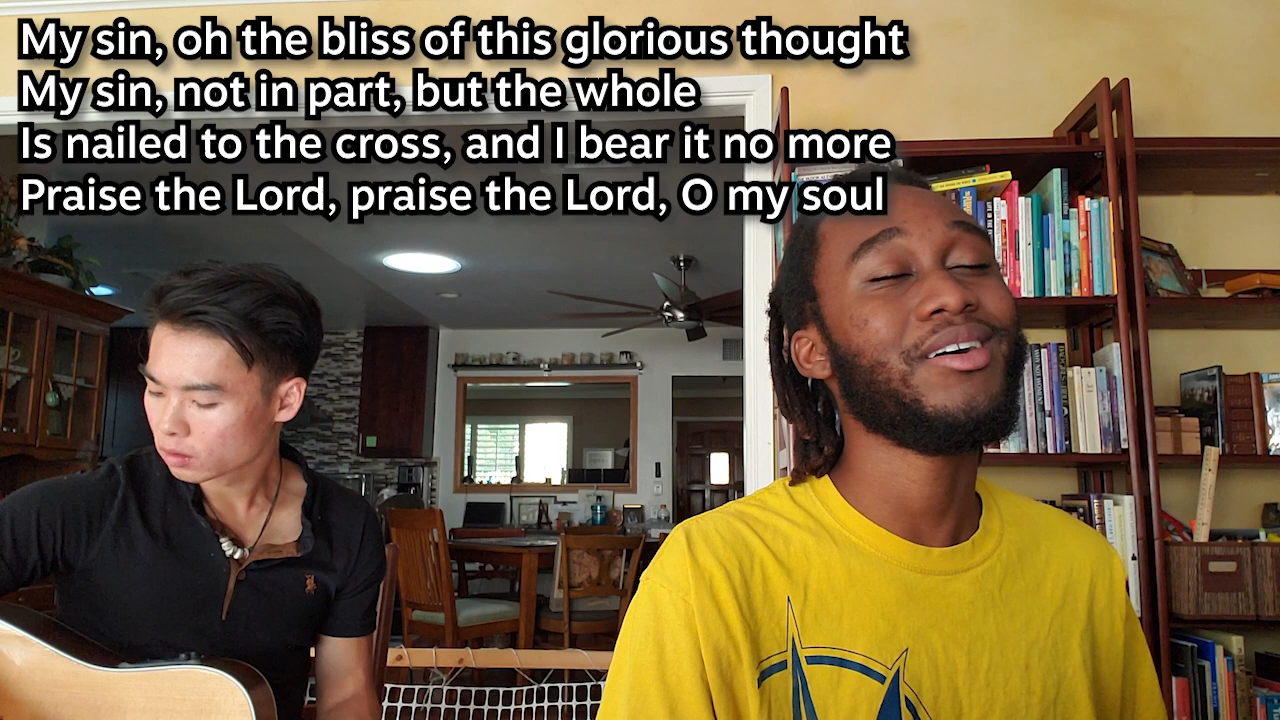 My sin, oh the bliss of this glorious thought
My sin, not in part, but the whole
Is nailed to the cross, and I bear it no more
Praise the Lord, praise the Lord, O my soul